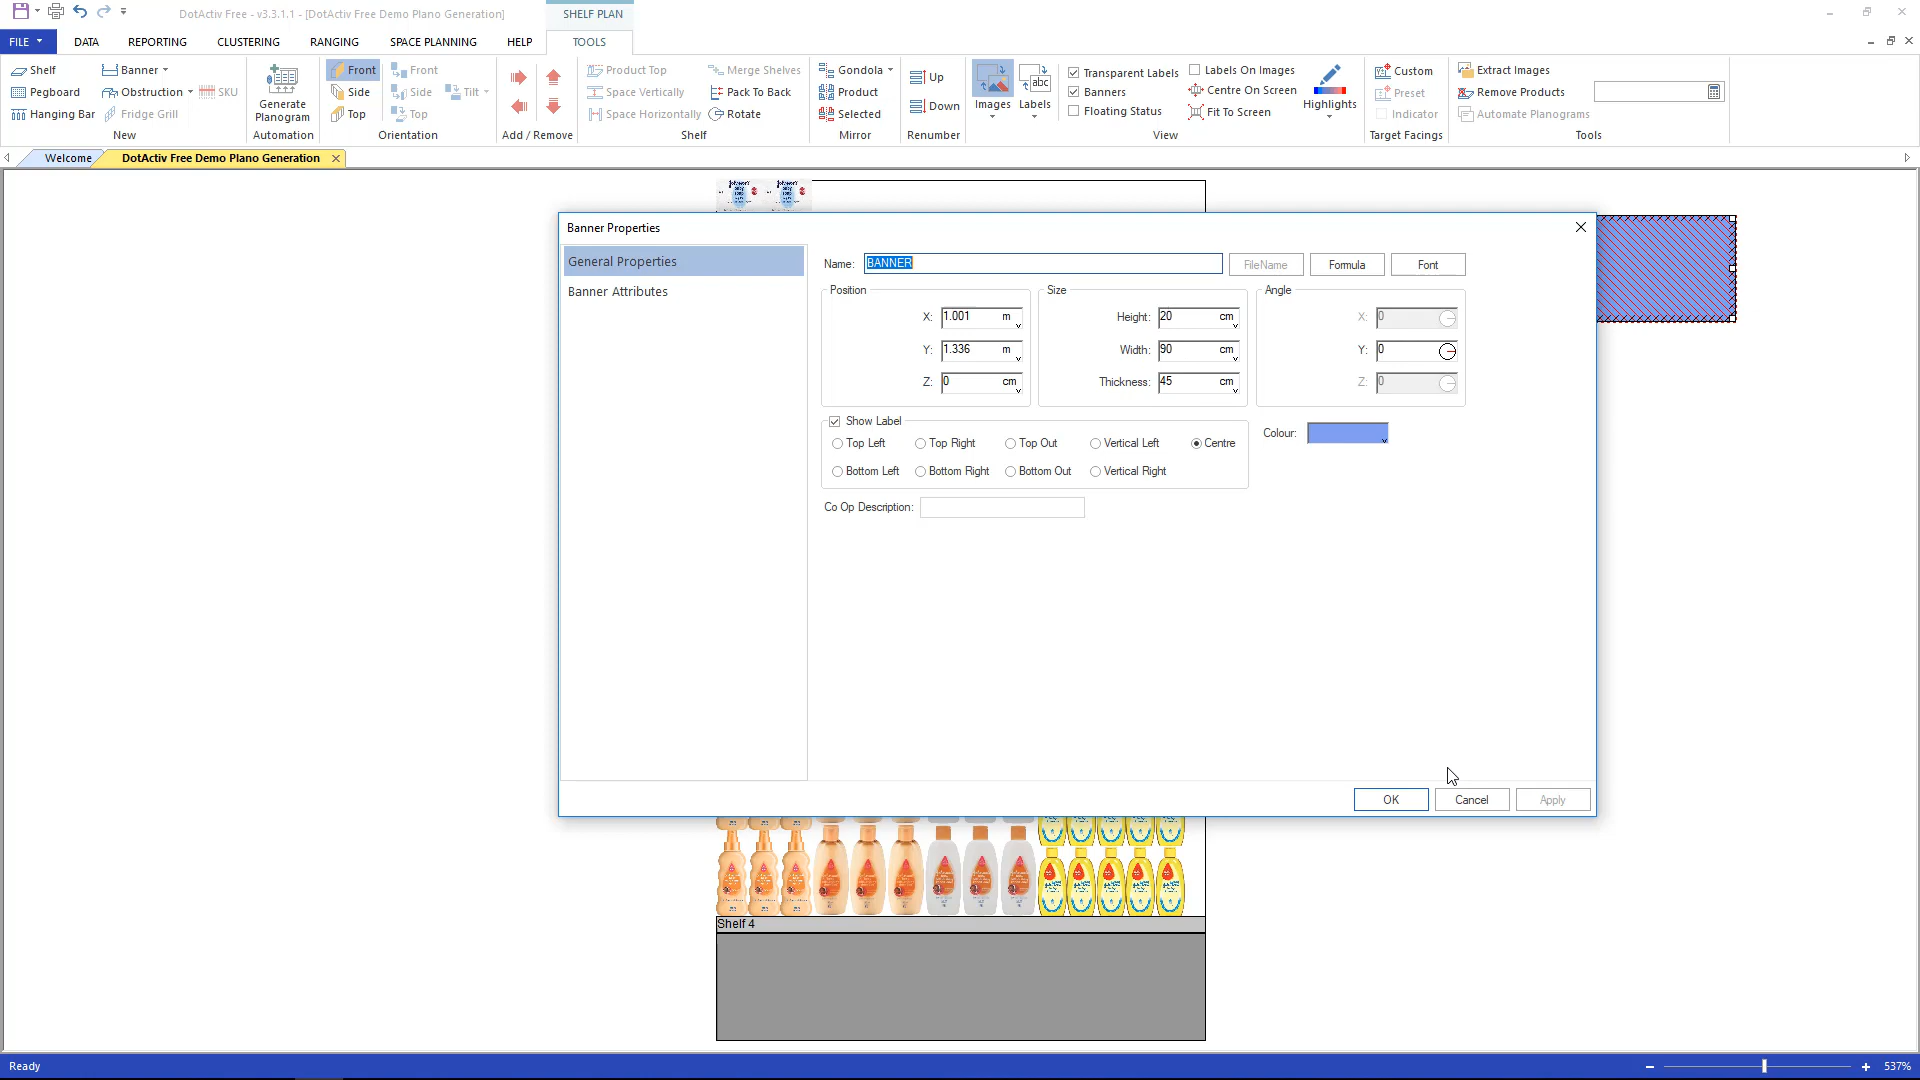 DotActiv Free - v3.3.1.1 - [DotActiv Free Demo Plano Generation]
SHELF PLAN
FILE
DATA
REPORTING
CLUSTERING
RANGING
SPACE PLANNING
HELP
TOOLS
Shelf
Pegboard
Hanging Bar
Banner
Obstruction
Fridge Grill
SKU
New
Generate
Planogram
Automation
Front
Side
Top
Front
Side
Top
Tilt
Orientation
Add / Remove
Product Top
Space Vertically
Space Horizontally
Merge Shelves
Pack To Back
Rotate
Shelf
Gondola
Product
Selected
Mirror
Up
Down
Renumber
Images
abc
Labels
Transparent Labels
Banners
Floating Status
Labels On Images
Centre On Screen
Fit To Screen
Highlights
View
Custom
Preset
Indicator
Target Facings
Extract Images
Remove Products
Automate Planograms
Tools
Welcome
DotActiv Free Demo Plano Generation
Banner Properties
General Properties
Banner Attributes
Name: BANNER
FileName
Formula
Font
Position
X: 1.001 m
Y: 1.336 m
Z: 0 cm
Size
Height: 20 cm
Width: 90 cm
Thickness: 45 cm
Angle
X: 0
Y: 0
Z: 0
Show Label
Top Left
Top Right
Top Out
Vertical Left
Centre
Bottom Left
Bottom Right
Bottom Out
Vertical Right
Colour:
Co Op Description:
OK
Cancel
Apply
Shelf 4
Ready
537%